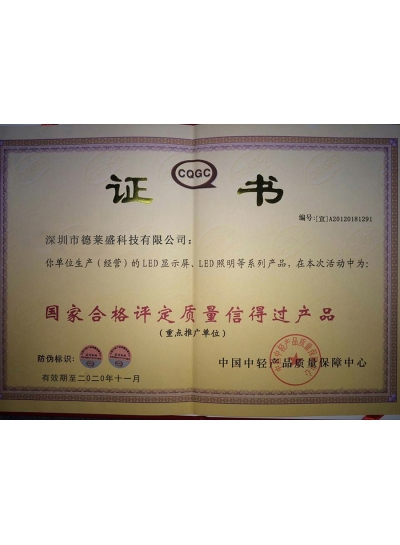 CQGC
证书
编号:[宣]A20120181291
深圳市德莱盛科技有限公司：
你单位生产（经营）的LED显示屏、LED照明等系列产品，在本次活动中为：
国家合格评定质量信得过产品
（重点推广单位）
防伪标识：
中国中轻产品质量保障中心
有效期至二〇二〇年十一月